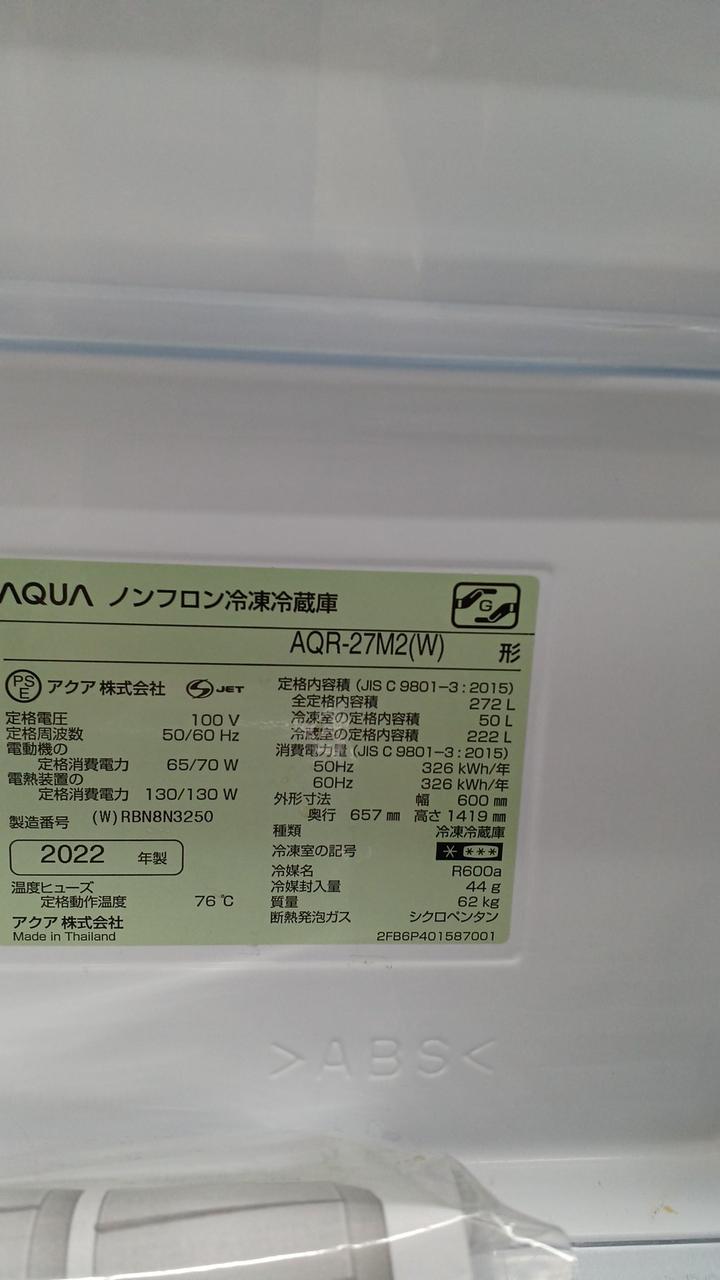 AQUA ノンフロン冷凍冷蔵庫
G
AQR-27M2(W) 形
PS E アクア株式会社 S JET
定格電圧 100 V
定格周波数 50/60 Hz
電動機の
定格消費電力 65/70 W
電熱装置の
定格消費電力 130/130 W
製造番号 (W)RBN8N3250
2022 年製
温度ヒューズ
定格動作温度 76 ℃
アクア株式会社
Made in Thailand
定格内容積 (JIS C 9801-3:2015)
全定格内容積 272 L
冷凍室の定格内容積 50 L
冷蔵室の定格内容積 222 L
消費電力量 (JIS C 9801-3:2015)
50Hz 326 kWh/年
60Hz 326 kWh/年
外形寸法 幅 600 mm
奥行 657 mm 高さ 1419 mm
種類 冷凍冷蔵庫
冷凍室の記号 * ***
冷媒名 R600a
冷媒封入量 44 g
質量 62 kg
断熱発泡ガス シクロペンタン
2FB6P401587001
>ABS<